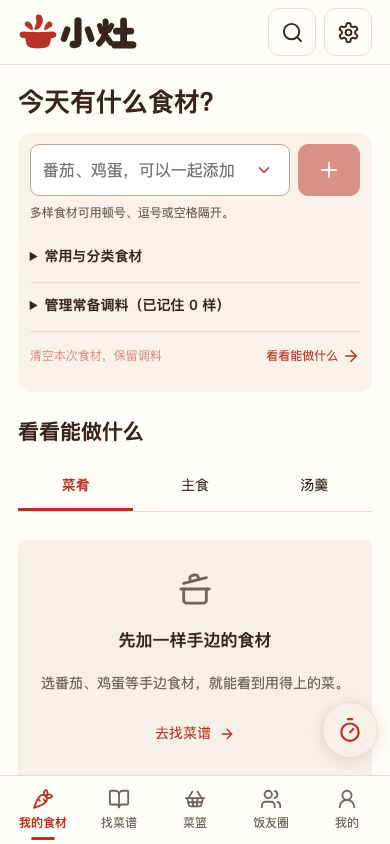 小灶
今天有什么食材?
番茄、鸡蛋，可以一起添加
多样食材可用顿号、逗号或空格隔开。
常用与分类食材
管理常备调料（已记住 0 样）
清空本次食材，保留调料
看看能做什么
看看能做什么
菜肴
主食
汤羹
先加一样手边的食材
选番茄、鸡蛋等手边食材，就能看到用得上的菜。
去找菜谱
我的食材
找菜谱
菜篮
饭友圈
我的